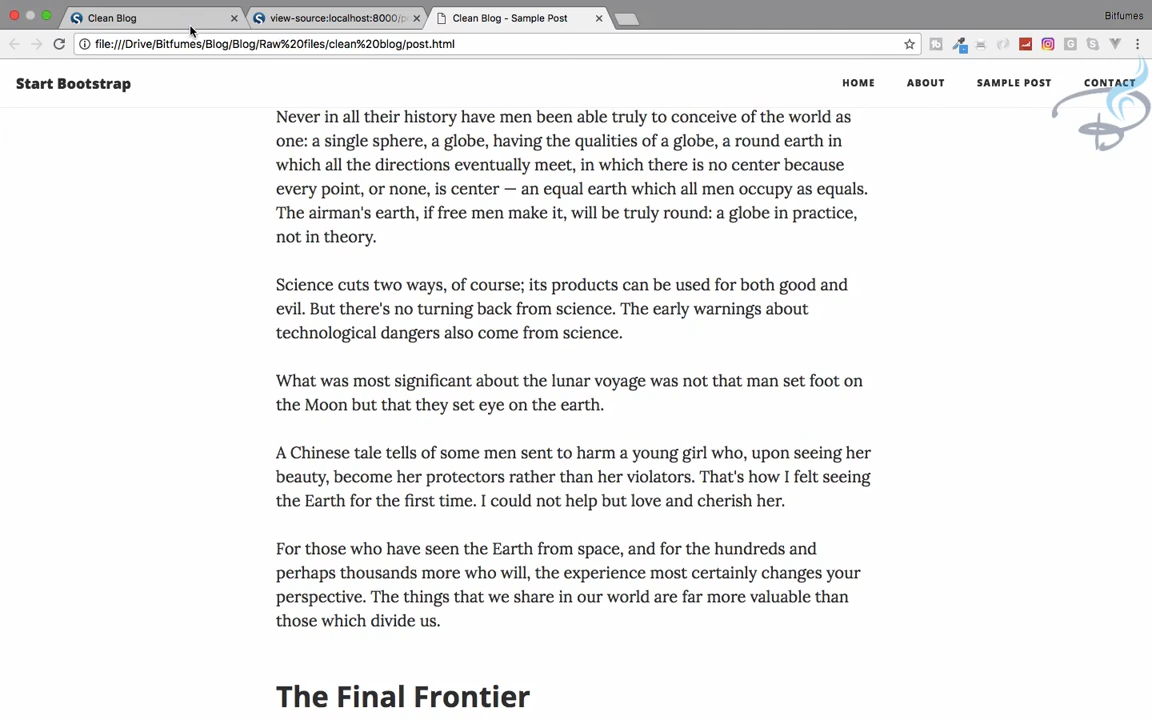 Clean Blog
view-source:localhost:8000/p
Clean Blog - Sample Post
Bitfumes
file:///Drive/Bitfumes/Blog/Blog/Raw%20files/clean%20blog/post.html
Start Bootstrap
HOME
ABOUT
SAMPLE POST
CONTACT
Never in all their history have men been able truly to conceive of the world as
one: a single sphere, a globe, having the qualities of a globe, a round earth in
which all the directions eventually meet, in which there is no center because
every point, or none, is center — an equal earth which all men occupy as equals.
The airman's earth, if free men make it, will be truly round: a globe in practice,
not in theory.
Science cuts two ways, of course; its products can be used for both good and
evil. But there's no turning back from science. The early warnings about
technological dangers also come from science.
What was most significant about the lunar voyage was not that man set foot on
the Moon but that they set eye on the earth.
A Chinese tale tells of some men sent to harm a young girl who, upon seeing her
beauty, become her protectors rather than her violators. That's how I felt seeing
the Earth for the first time. I could not help but love and cherish her.
For those who have seen the Earth from space, and for the hundreds and
perhaps thousands more who will, the experience most certainly changes your
perspective. The things that we share in our world are far more valuable than
those which divide us.
The Final Frontier